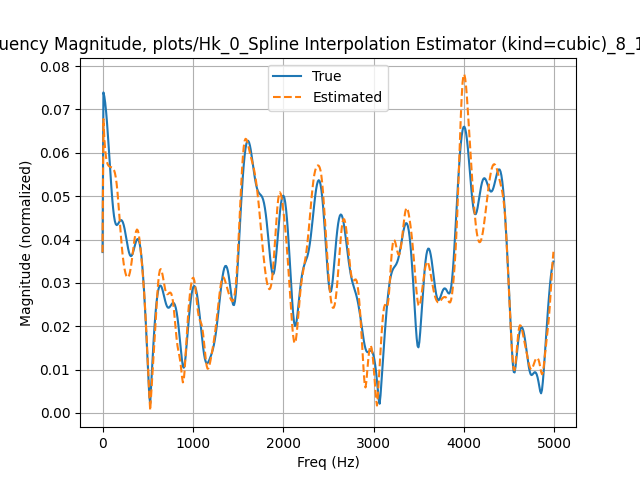 Magnitude, plots/Hk_0_Spline Interpolation Estimator (kind=cubic)_8_1
True
Estimated
0.08
0.07
0.06
0.05
0.04
0.03
0.02
0.01
0.00
Magnitude (normalized)
0 1000 2000 3000 4000 5000
Freq (Hz)